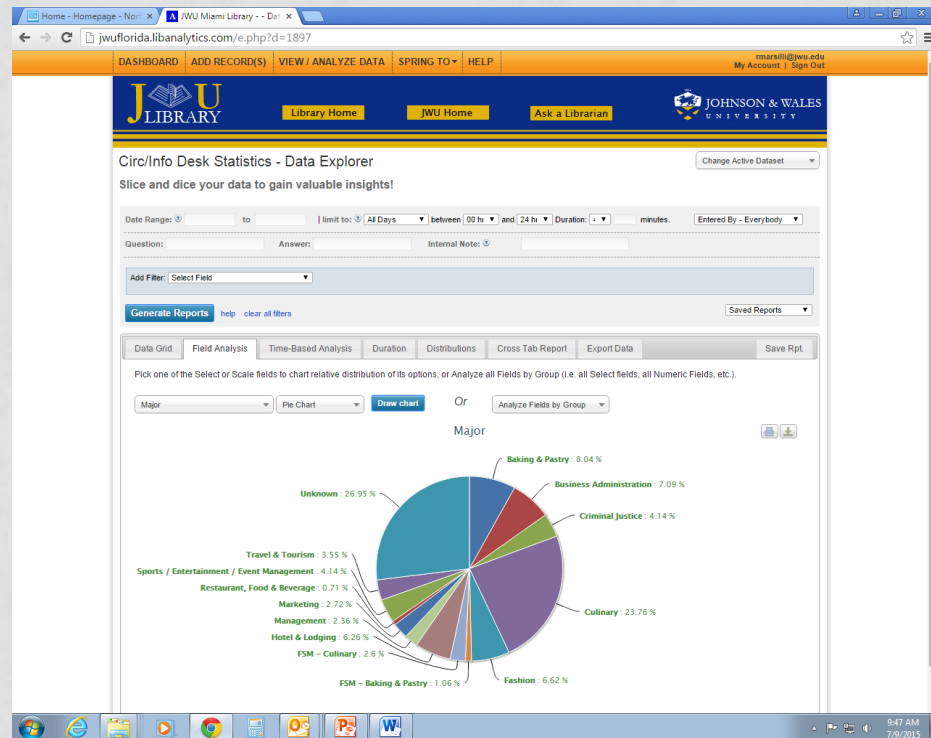 Home - Homepage - Nort
JWU Miami Library - - Dat
jwuflorida.libanalytics.com/e.php?d=1897
DASHBOARD ADD RECORD(S) VIEW / ANALYZE DATA SPRING TO HELP
rmarsilli@jwu.edu
My Account | Sign Out
JWU LIBRARY
Library Home JWU Home Ask a Librarian
JOHNSON & WALES
UNIVERSITY
Circ/Info Desk Statistics - Data Explorer
Change Active Dataset
Slice and dice your data to gain valuable insights!
Date Range: to | limit to: All Days between 00 and 24 Duration: minutes. Entered By - Everybody
Question: Answer: Internal Note:
Add Filter: Select Field
Generate Reports help clear all filters Saved Reports
Data Grid Field Analysis Time-Based Analysis Duration Distributions Cross Tab Report Export Data Save Rpt.
Pick one of the Select or Scale fields to chart relative distribution of its options, or Analyze all Fields by Group (i.e. all Select fields, all Numeric Fields, etc.).
Major Pie Chart Draw chart Or Analyze Fields by Group
Major
Baking & Pastry : 8.04 %
Business Administration : 7.09 %
Criminal Justice : 4.14 %
Culinary : 23.76 %
Fashion : 6.62 %
FSM – Baking & Pastry : 1.06 %
FSM – Culinary : 2.6 %
Hotel & Lodging : 6.26 %
Management : 2.36 %
Marketing : 2.72 %
Restaurant, Food & Beverage : 0.71 %
Sports / Entertainment / Event Management : 4.14 %
Travel & Tourism : 3.55 %
Unknown : 26.95 %
9:47 AM
7/9/2015